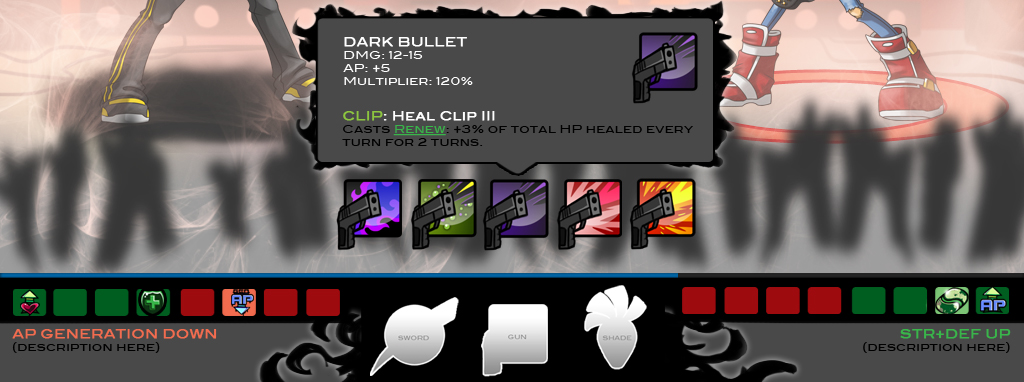 DARK BULLET
DMG: 12-15
AP: +5
MULTIPLIER: 120%
CLIP: HEAL CLIP III
CASTS RENEW: +3% OF TOTAL HP HEALED EVERY
TURN FOR 2 TURNS.
AP
AP
SWORD
GUN
SHADE
AP GENERATION DOWN
(DESCRIPTION HERE)
STR+DEF UP
(DESCRIPTION HERE)